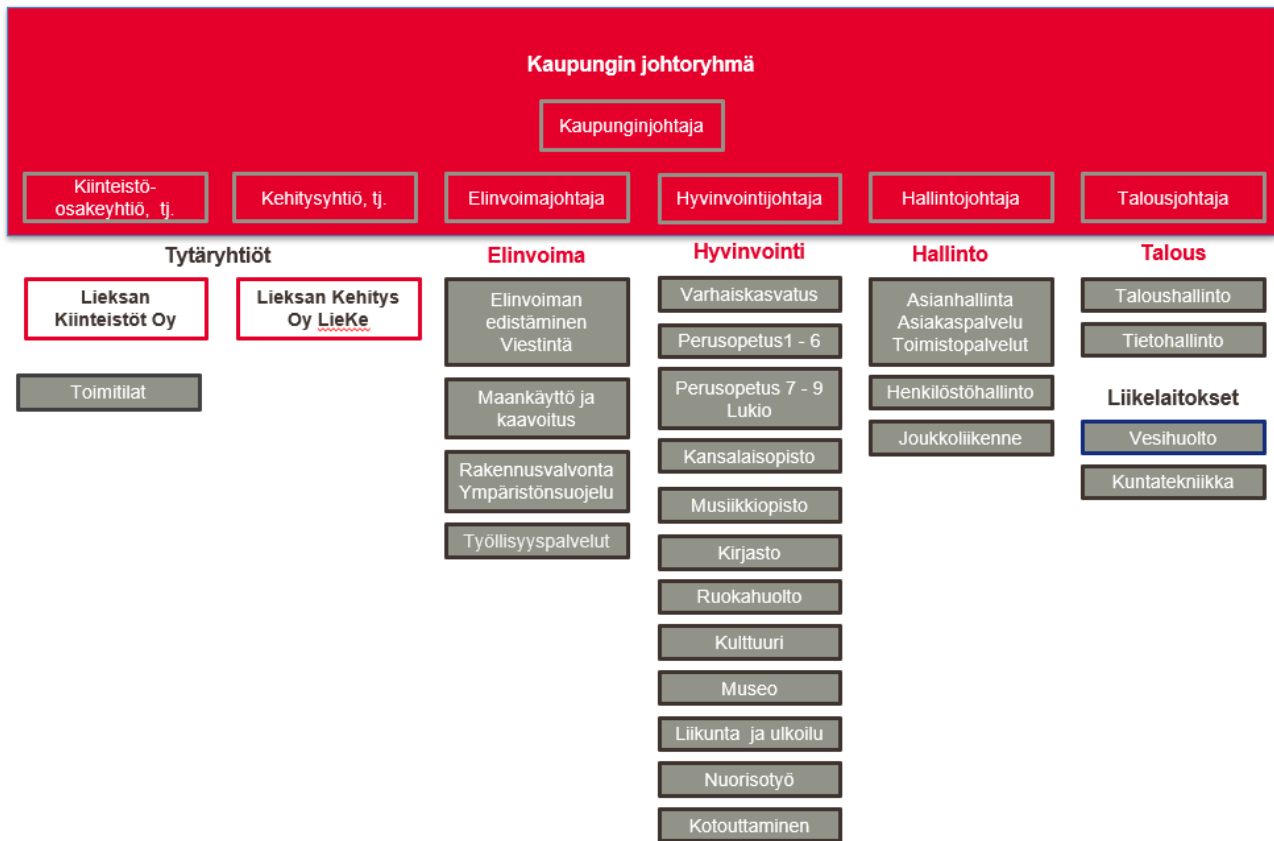 Kaupungin johtoryhmä
Kaupunginjohtaja
Kiinteistö-
osakeyhtiö, tj.
Kehitysyhtiö, tj.
Elinvoimajohtaja
Hyvinvointijohtaja
Hallintojohtaja
Talousjohtaja
Tytäryhtiöt
Lieksan
Kiinteistöt Oy
Lieksan Kehitys
Oy LieKe
Toimitilat
Elinvoima
Elinvoiman
edistäminen
Viestintä
Maankäyttö ja
kaavoitus
Rakennusvalvonta
Ympäristönsuojelu
Työllisyyspalvelut
Hyvinvointi
Varhaiskasvatus
Perusopetus1 - 6
Perusopetus 7 - 9
Lukio
Kansalaisopisto
Musiikkiopisto
Kirjasto
Ruokahuolto
Kulttuuri
Museo
Liikunta ja ulkoilu
Nuorisotyö
Kotouttaminen
Hallinto
Asianhallinta
Asiakaspalvelu
Toimistopalvelut
Henkilöstöhallinto
Joukkoliikenne
Talous
Taloushallinto
Tietohallinto
Liikelaitokset
Vesihuolto
Kuntatekniikka